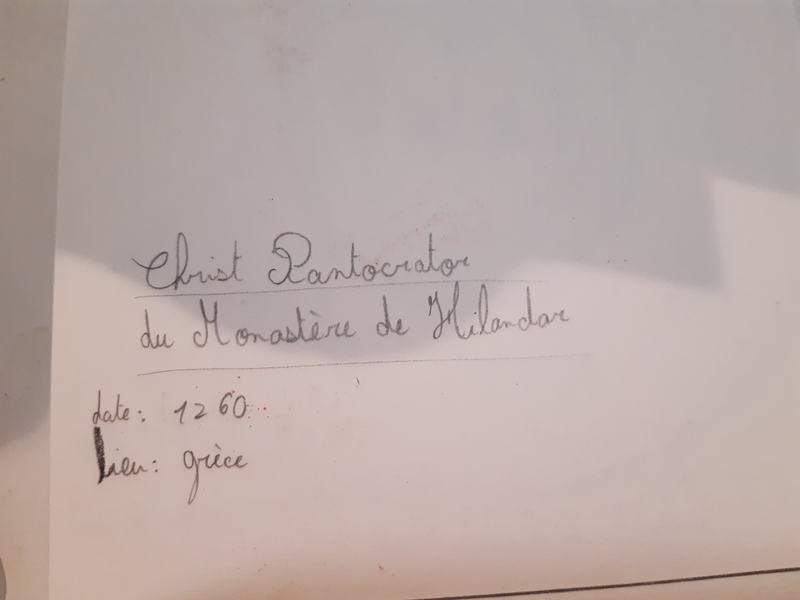 Christ Pantocrator
du Monastère de Hilandar
date: 1260
Lieu: grèce